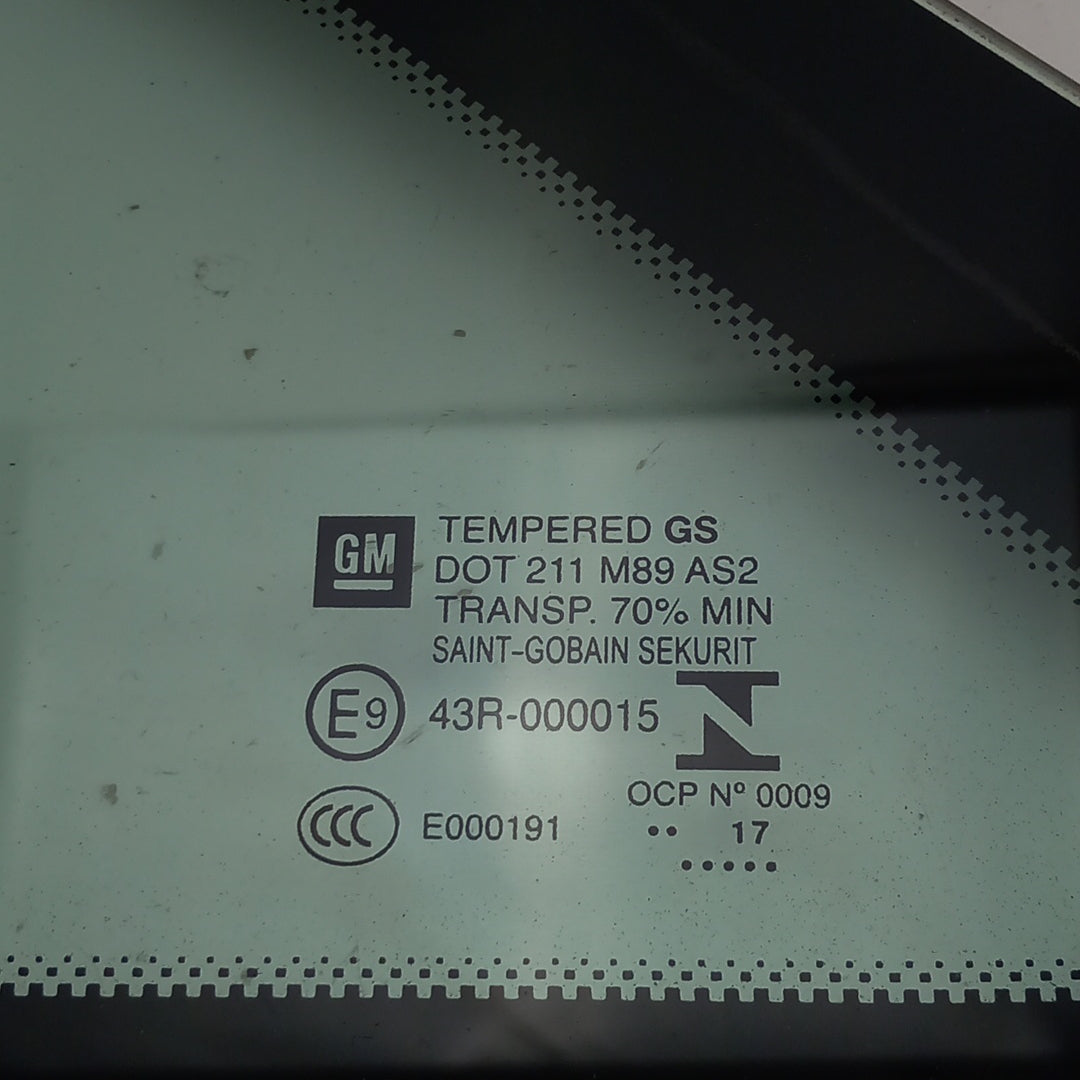 GM
TEMPERED GS
DOT 211 M89 AS2
TRANSP. 70% MIN
SAINT-GOBAIN SEKURIT
E9 43R-000015 N
OCP Nº 0009
CCC E000191
•• 17
•••••